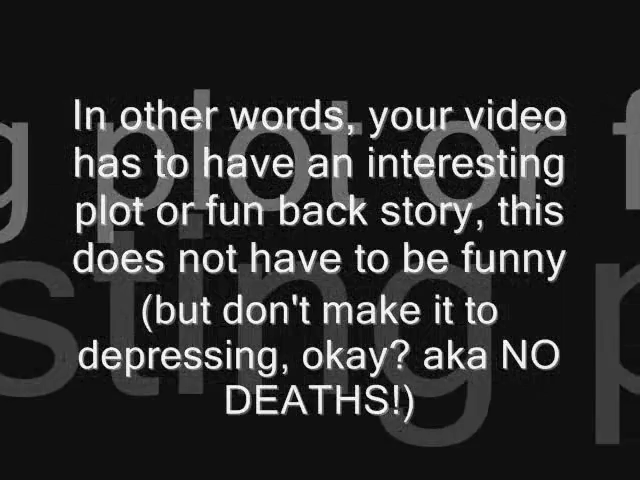 In other words, your video
has to have an interesting
plot or fun back story, this
does not have to be funny
(but don't make it to
depressing, okay? aka NO
DEATHS!)